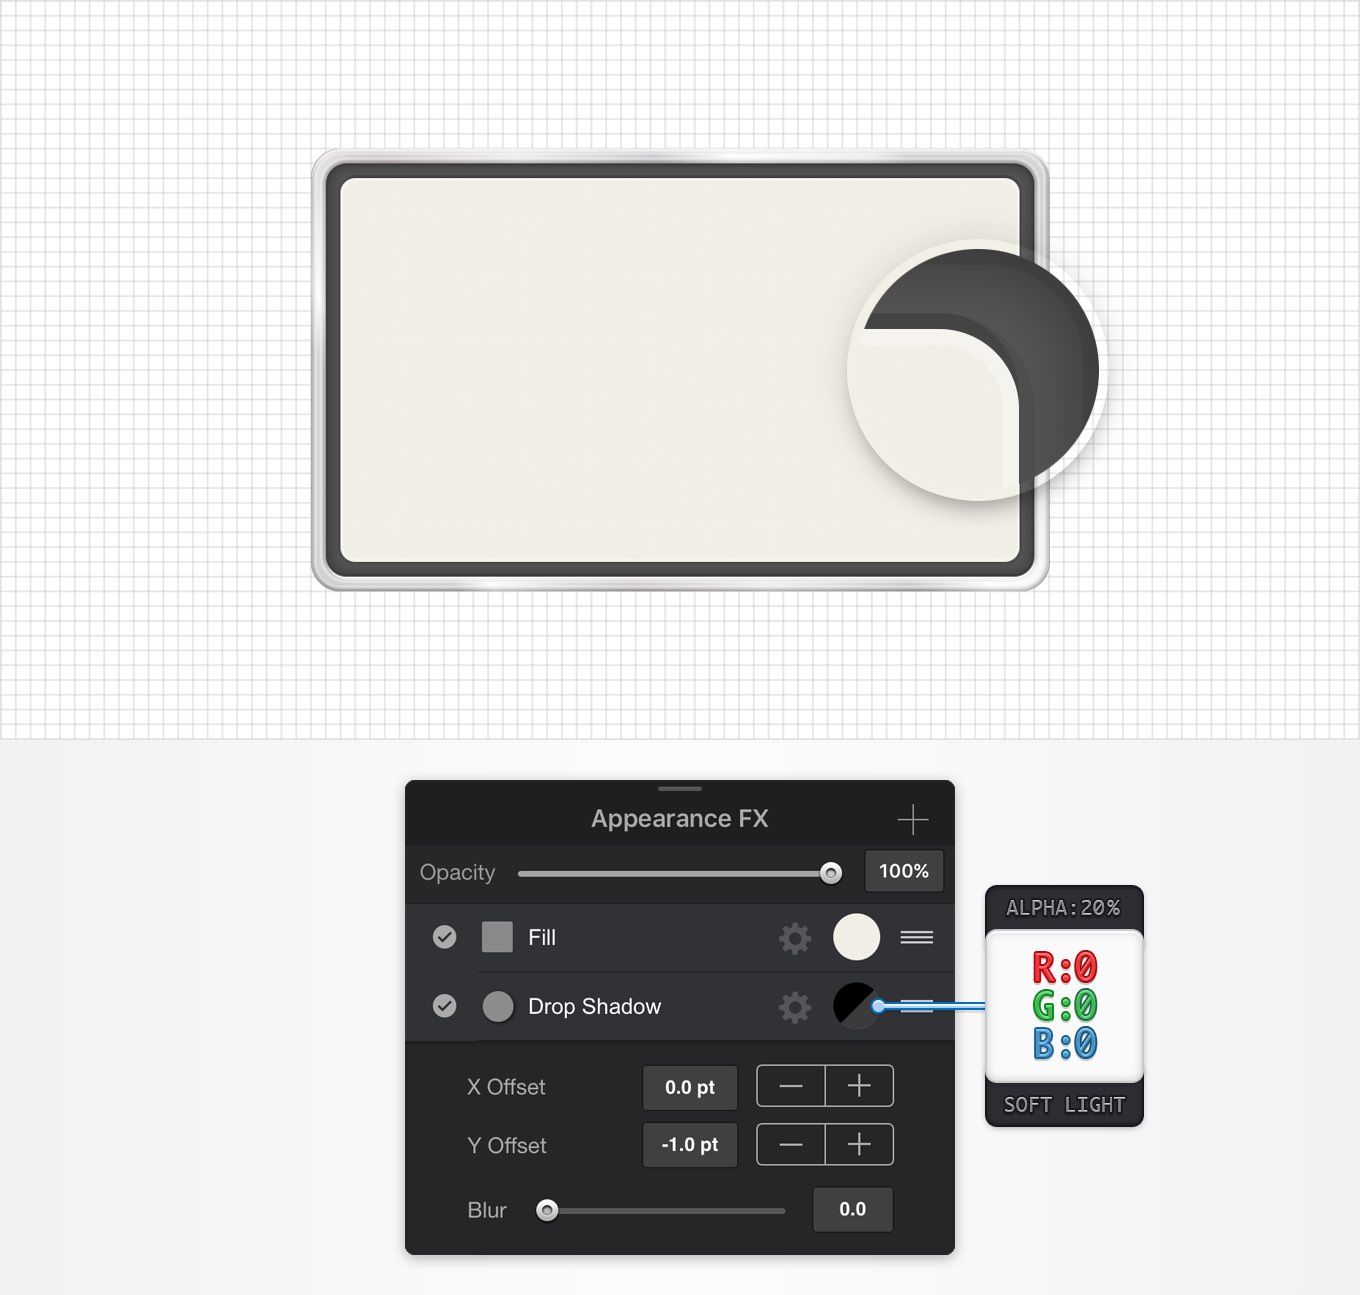 Appearance FX
Opacity 100%
Fill
Drop Shadow
X Offset 0.0 pt
Y Offset -1.0 pt
Blur 0.0
ALPHA:20%
R:0
G:0
B:0
SOFT LIGHT